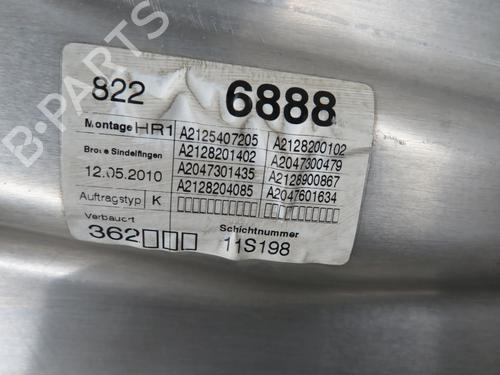 822 6888
Montage HR1 A2125407205 A2128200102
Brose Sindelfingen A2128201402 A2047300479
12.05.2010 A2047301435 A2128900867
Auftragstyp K A2128204085 A2047601634
Verbauort Schichtnummer
362 11S198
B-PARTS